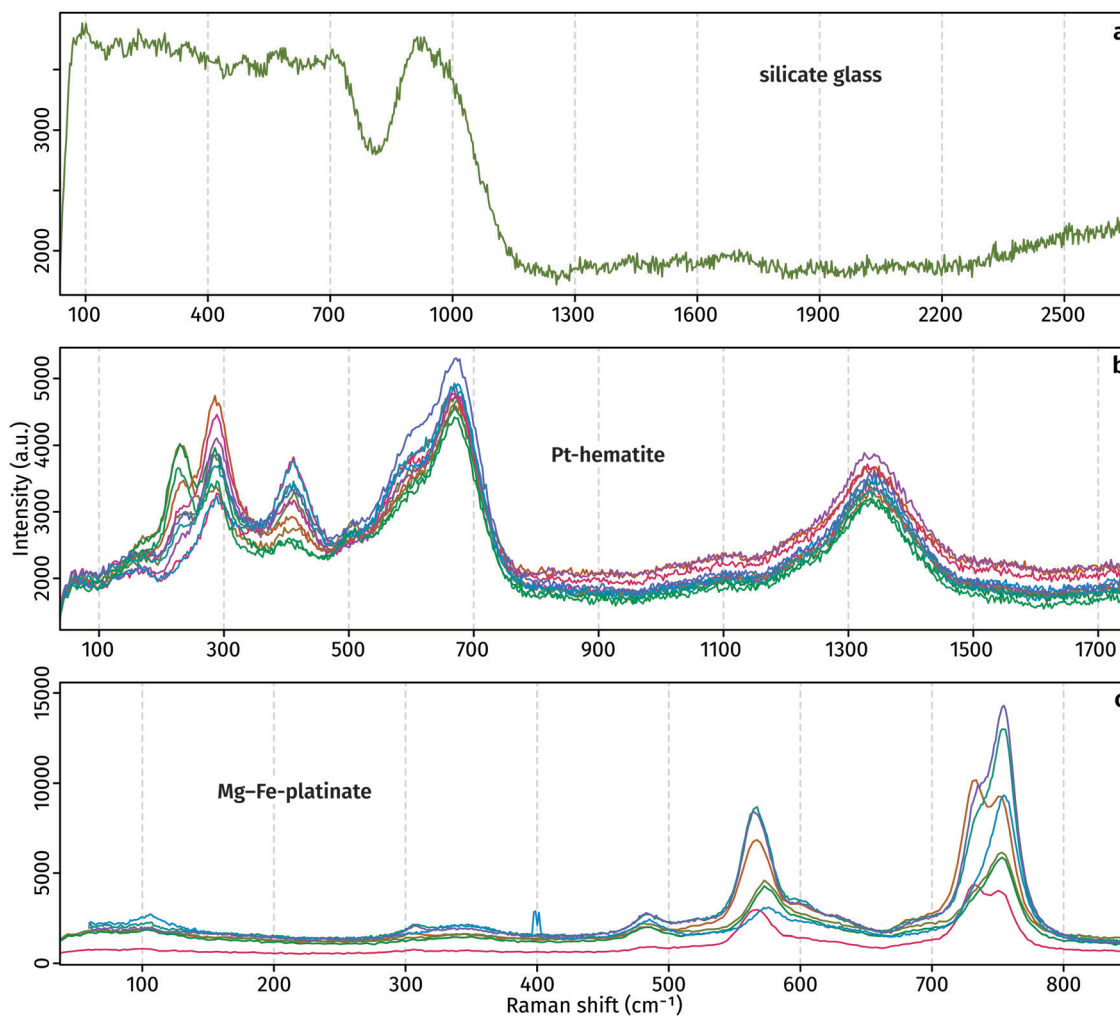 a
silicate glass
3000
2000
100 400 700 1000 1300 1600 1900 2200 2500
b
Pt-hematite
5000
4000
3000
2000
Intensity (a.u.)
100 300 500 700 900 1100 1300 1500 1700
Mg–Fe-platinate
15000
10000
5000
0
100 200 300 400 500 600 700 800
Raman shift (cm⁻¹)